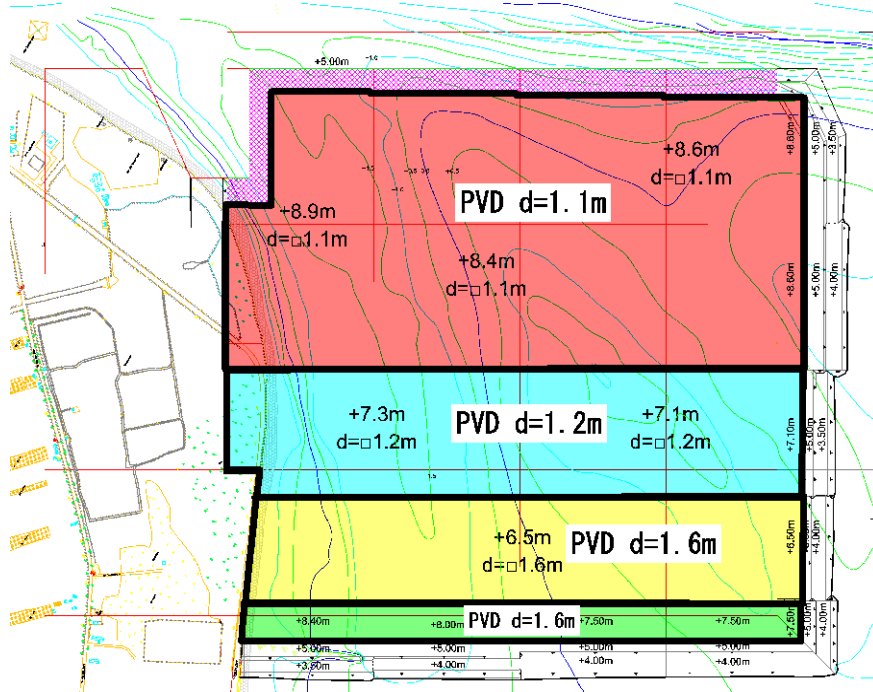 +5.00m
-1.0
+8.6m
d=□1.1m
PVD d=1.1m
+8.9m
d=□1.1m
+8.4m
d=□1.1m
+8.60m
+5.00m
+3.50m
+8.60m
+5.00m
+4.00m
+7.3m
d=□1.2m
PVD d=1.2m
+7.1m
d=□1.2m
+7.10m
+5.00m
+3.50m
1.5
+6.5m
d=□1.6m
PVD d=1.6m
+6.50m
+4.00m
PVD d=1.6m
+8.40m
+8.00m
+7.50m
+7.50m
+7.50m
+5.00m
+4.00m
+5.00m
+5.00m
+5.00m
+5.00m
+3.50m
+4.00m
+4.00m
+4.00m